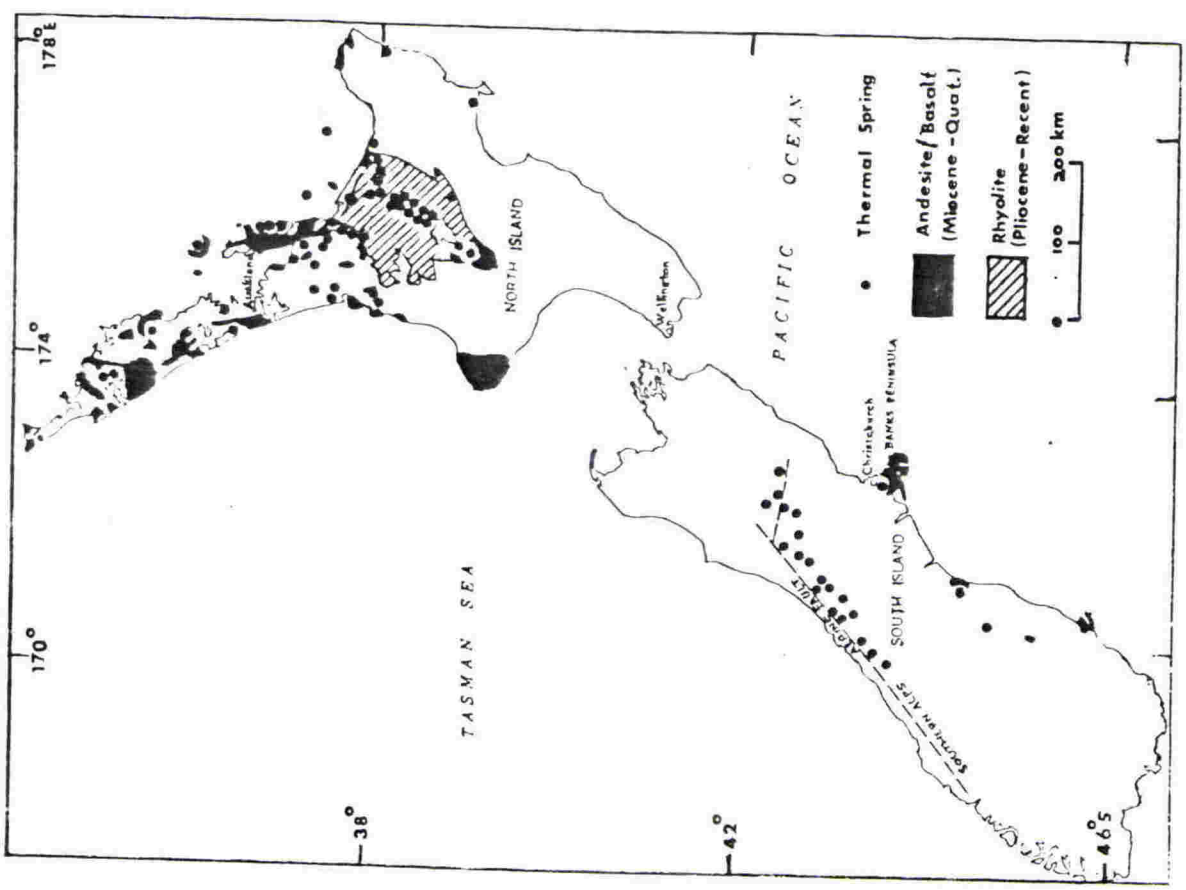 178°E
174°
170°
38°
42°
46°S
TASMAN SEA
PACIFIC OCEAN
Auckland
NORTH ISLAND
Wellington
Christchurch
BANKS PENINSULA
SOUTH ISLAND
ALPINE FAULT
SOUTHERN ALPS
Thermal Spring
Andesite/Basalt
(Miocene-Quat.)
Rhyolite
(Pliocene-Recent)
0 100 200 km